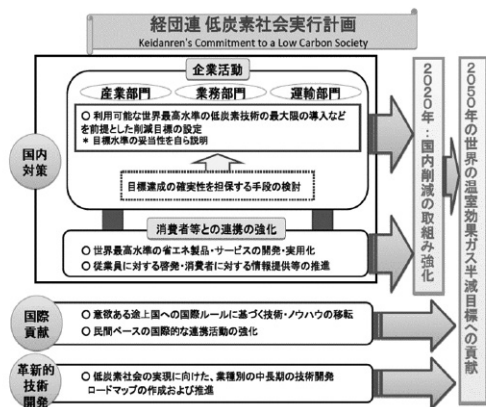 経団連 低炭素社会実行計画
Keidanren's Commitment to a Low Carbon Society
企業活動
産業部門
業務部門
運輸部門
○ 利用可能な世界最高水準の低炭素技術の最大限の導入など
を前提とした削減目標の設定
* 目標水準の妥当性を自ら説明
目標達成の確実性を担保する手段の検討
国内
対策
消費者等との連携の強化
○ 世界最高水準の省エネ製品・サービスの開発・実用化
○ 従業員に対する啓発・消費者に対する情報提供等の推進
国際
貢献
○ 意欲ある途上国への国際ルールに基づく技術・ノウハウの移転
○ 民間ベースの国際的な連携活動の強化
革新的
技術
開発
○ 低炭素社会の実現に向けた、業種別の中長期の技術開発
ロードマップの作成および推進
2020年：国内削減の取組み強化
2050年の世界の温室効果ガス半減目標への貢献